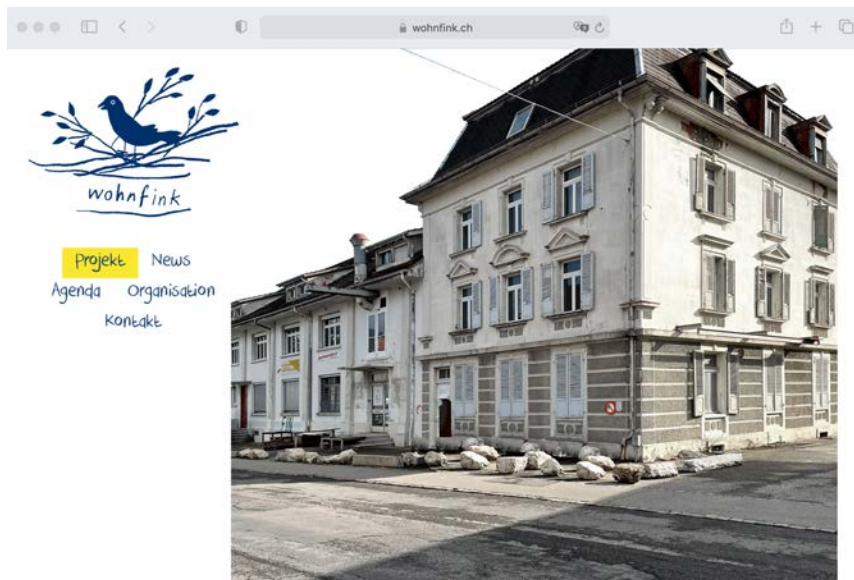 wohnfink.ch
wohnfink
Projekt News
Agenda Organisation
Kontakt